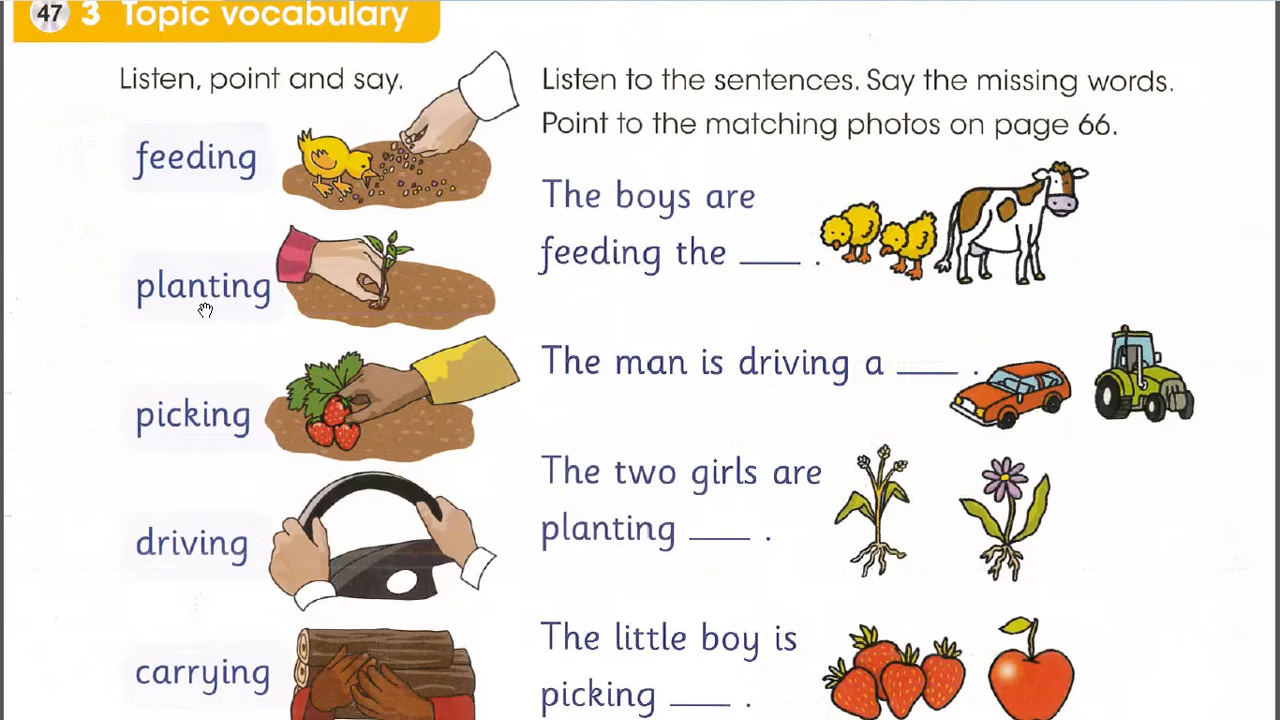 47 3 Topic vocabulary
Listen, point and say.
feeding
planting
picking
driving
carrying
Listen to the sentences. Say the missing words.
Point to the matching photos on page 66.
The boys are
feeding the ___ .
The man is driving a ___ .
The two girls are
planting ___ .
The little boy is
picking ___ .